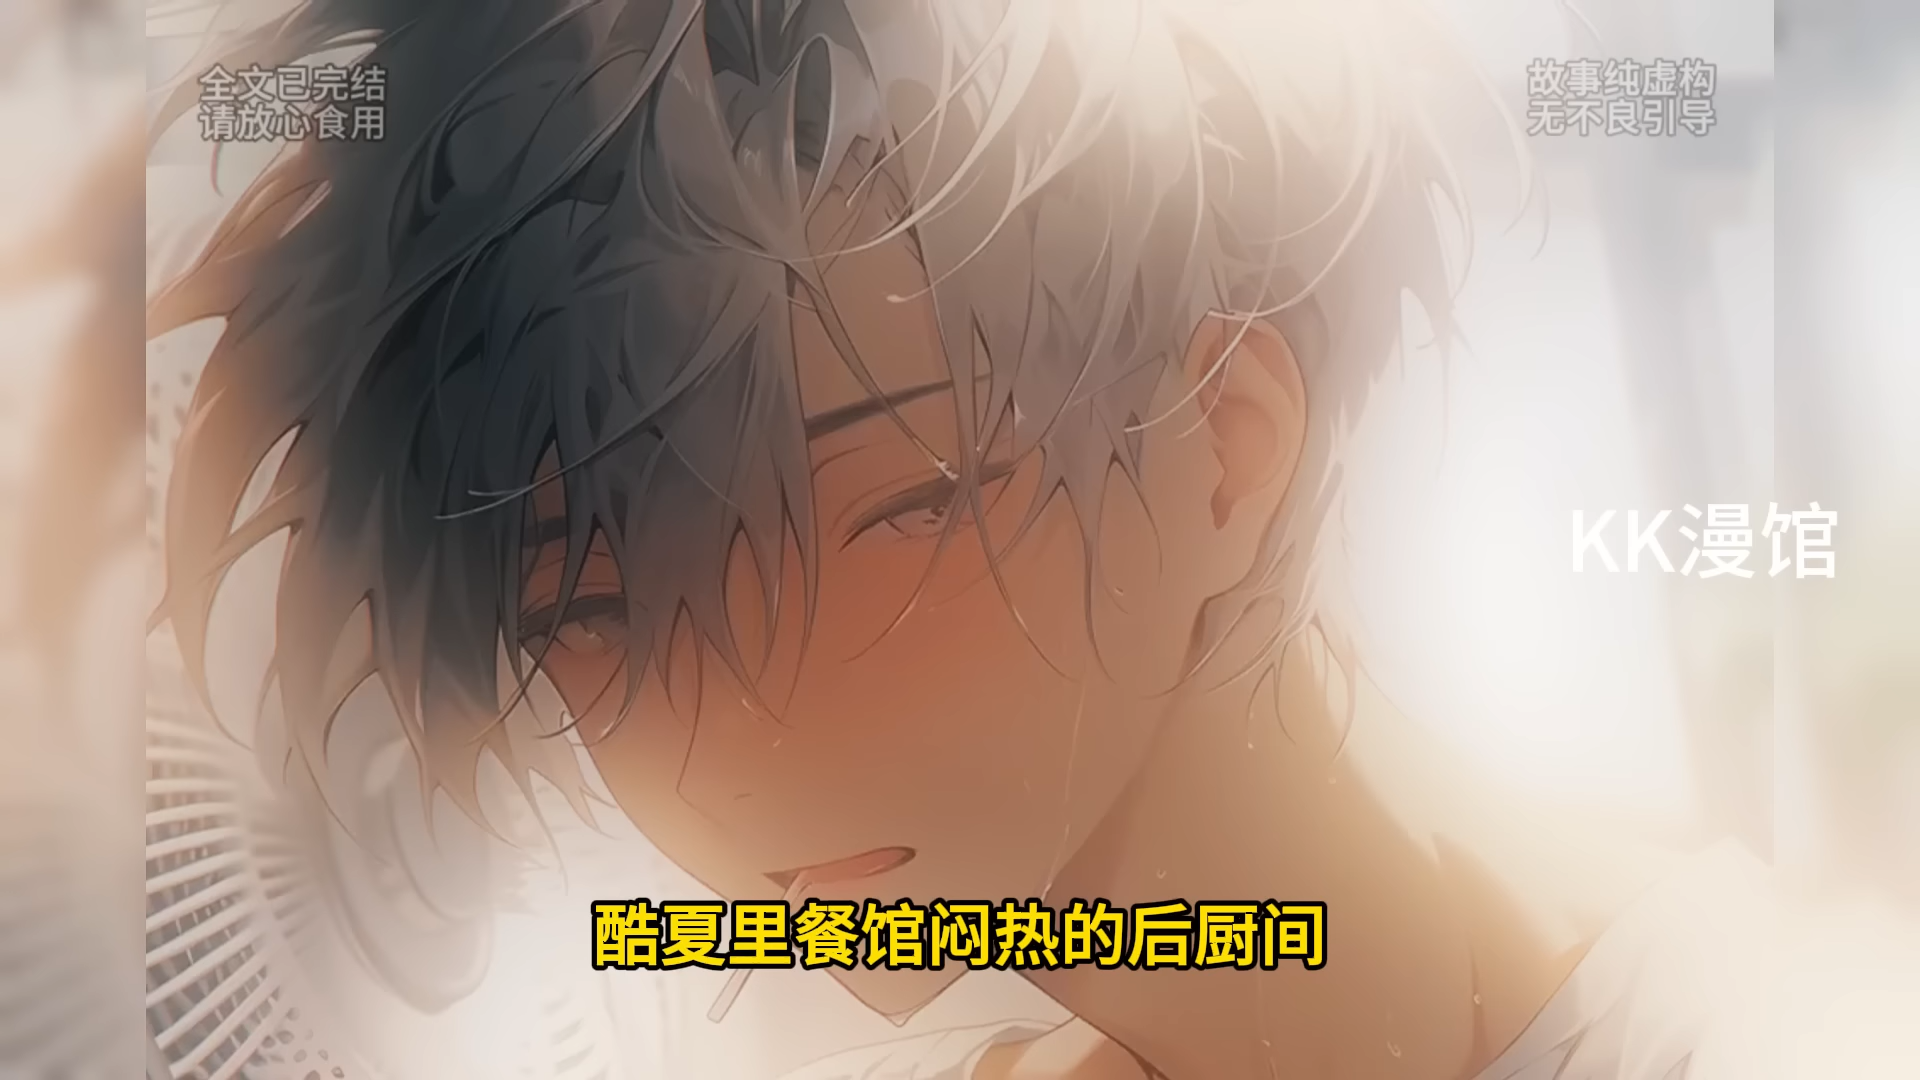 全文已完结
请放心食用
故事纯虚构
无不良引导
KK漫馆
酷夏里餐馆闷热的后厨间